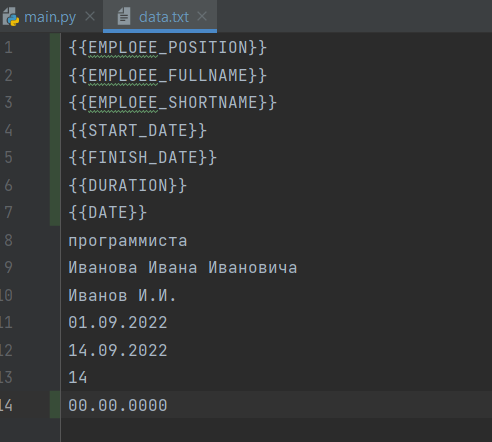 main.py
data.txt
1 {{EMPLOEE_POSITION}}
2 {{EMPLOEE_FULLNAME}}
3 {{EMPLOEE_SHORTNAME}}
4 {{START_DATE}}
5 {{FINISH_DATE}}
6 {{DURATION}}
7 {{DATE}}
8 программиста
9 Иванова Ивана Ивановича
10 Иванов И.И.
11 01.09.2022
12 14.09.2022
13 14
14 00.00.0000